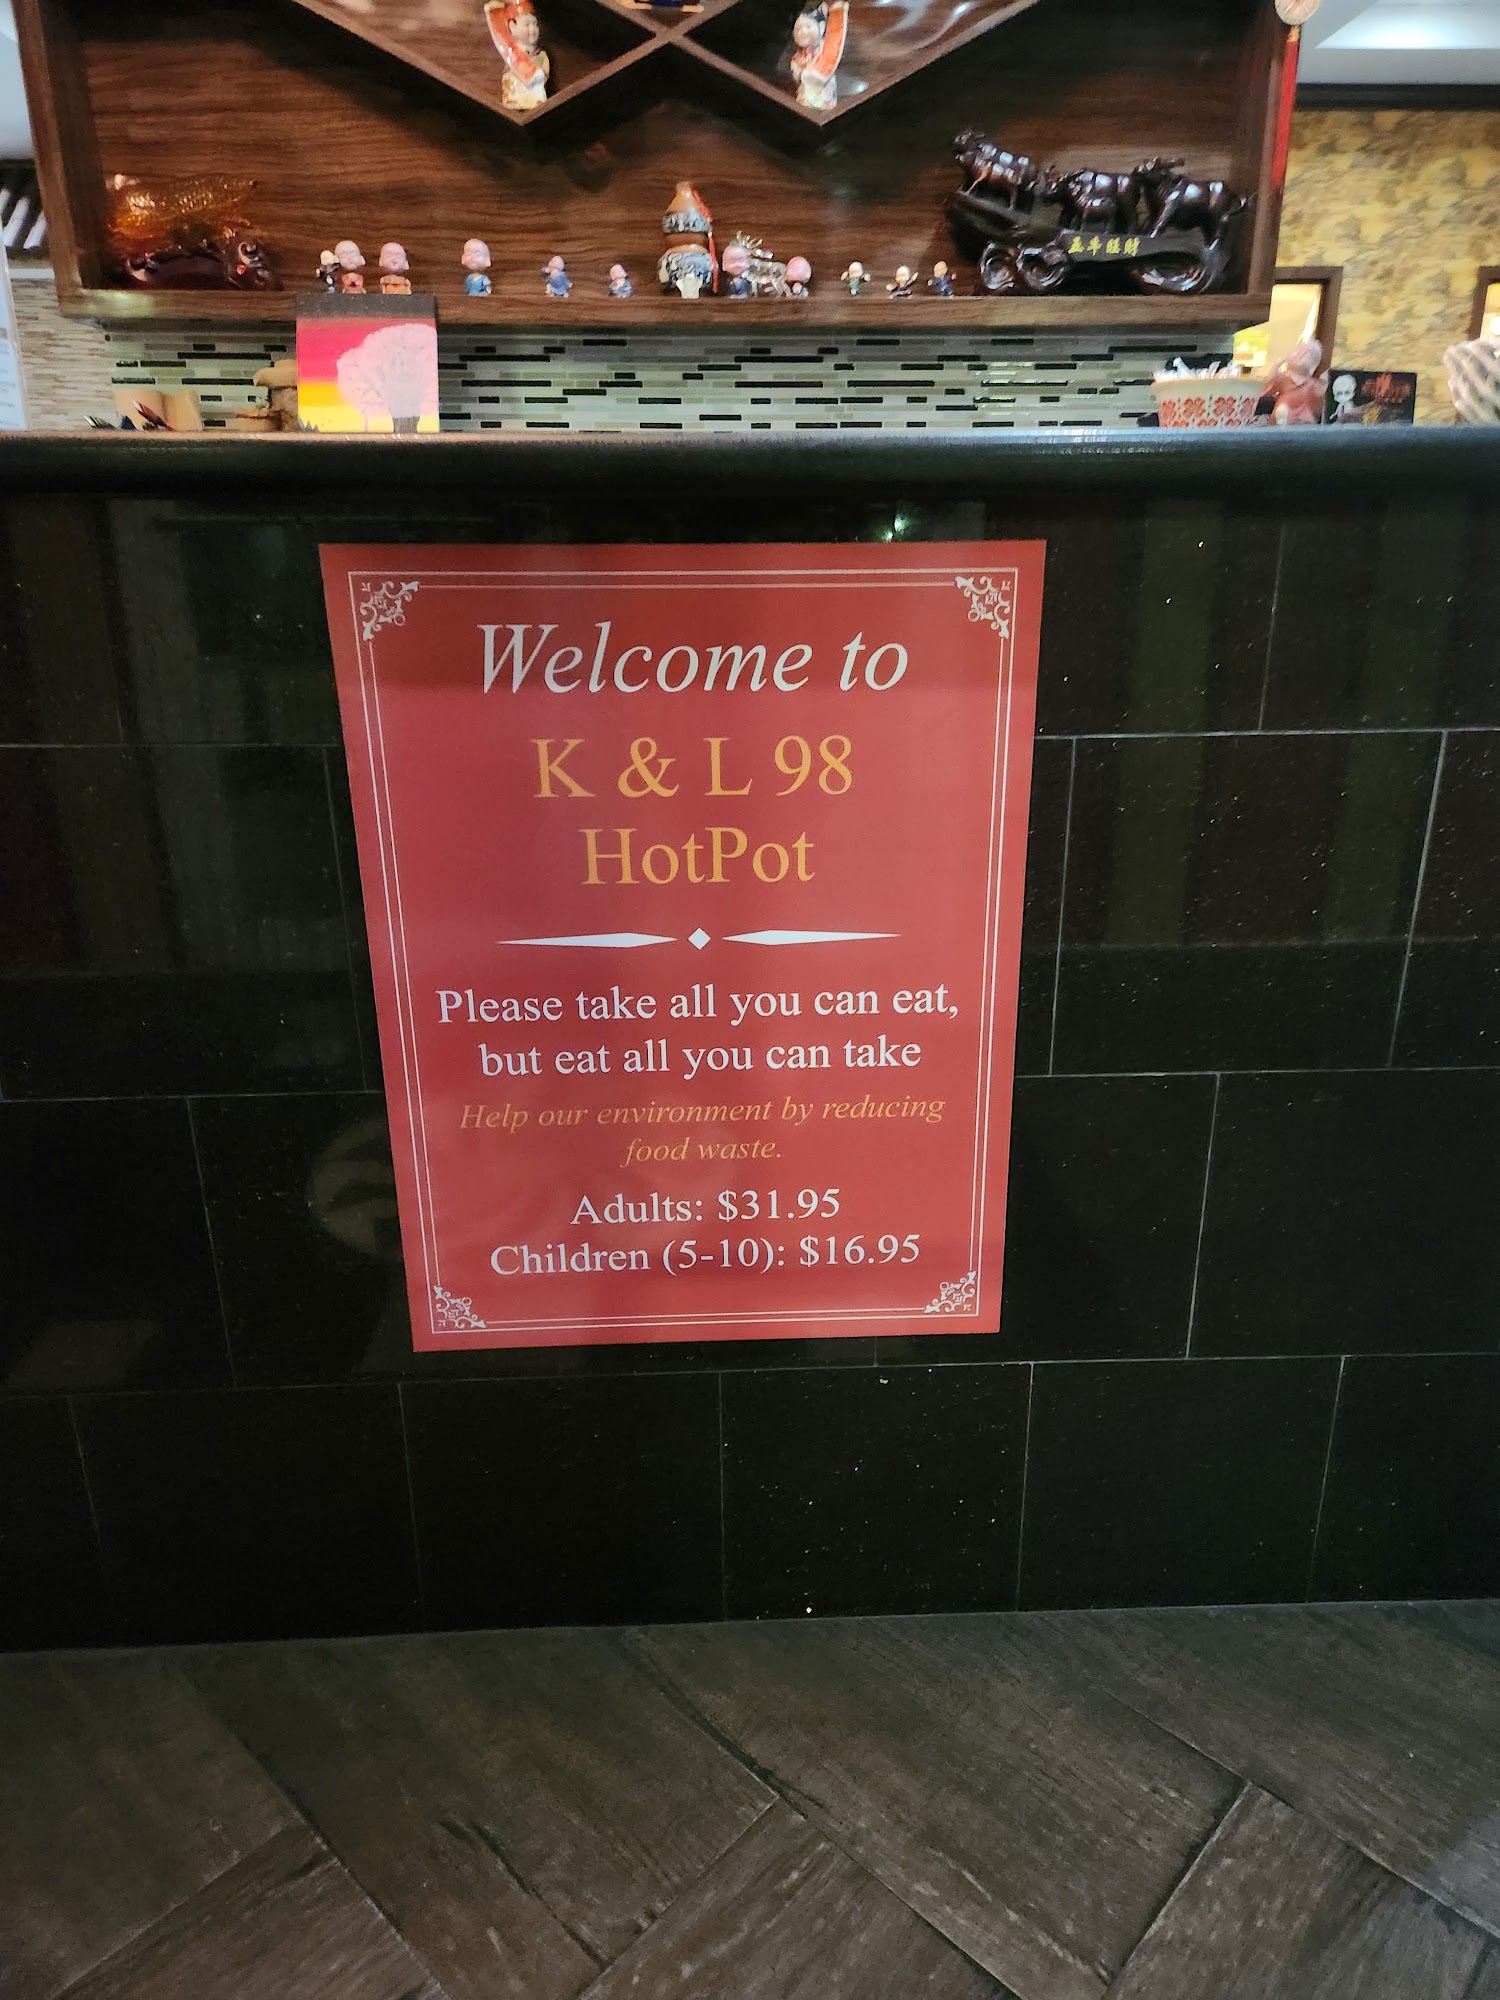 Welcome to
K & L 98
HotPot
Please take all you can eat,
but eat all you can take
Help our environment by reducing
food waste.
Adults: $31.95
Children (5-10): $16.95